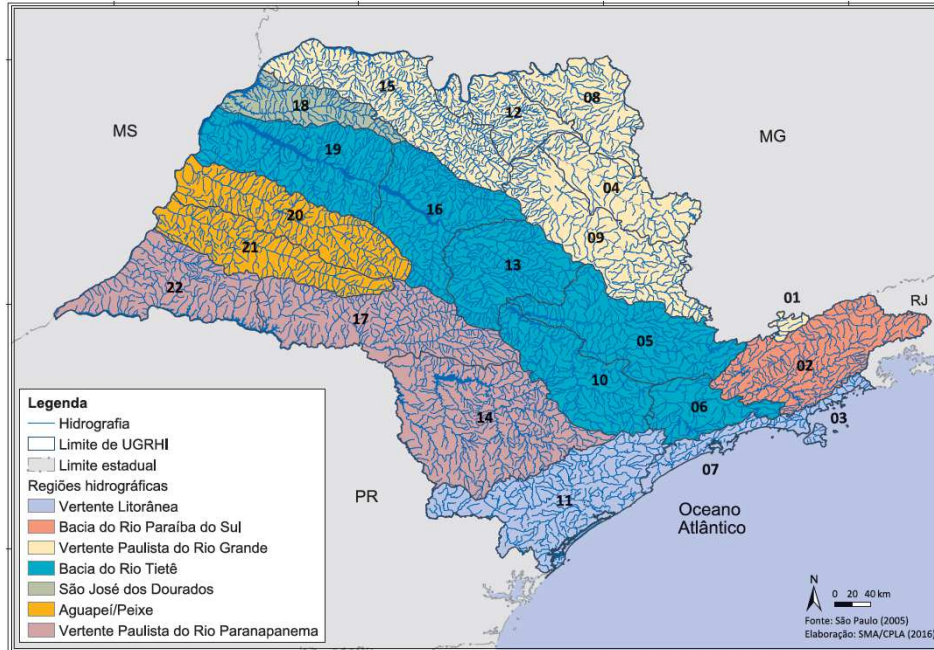 15
08
12
18
MS
MG
19
04
16
20
09
21
13
01
22
RJ
17
05
02
10
06
03
14
07
11
PR
Oceano
Atlântico
Legenda
Hidrografia
Limite de UGRHI
Limite estadual
Regiões hidrográficas
Vertente Litorânea
Bacia do Rio Paraíba do Sul
Vertente Paulista do Rio Grande
Bacia do Rio Tietê
São José dos Dourados
Aguapeí/Peixe
Vertente Paulista do Rio Paranapanema
N
0 20 40 km
Fonte: São Paulo (2005)
Elaboração: SMA/CPLA (2016)